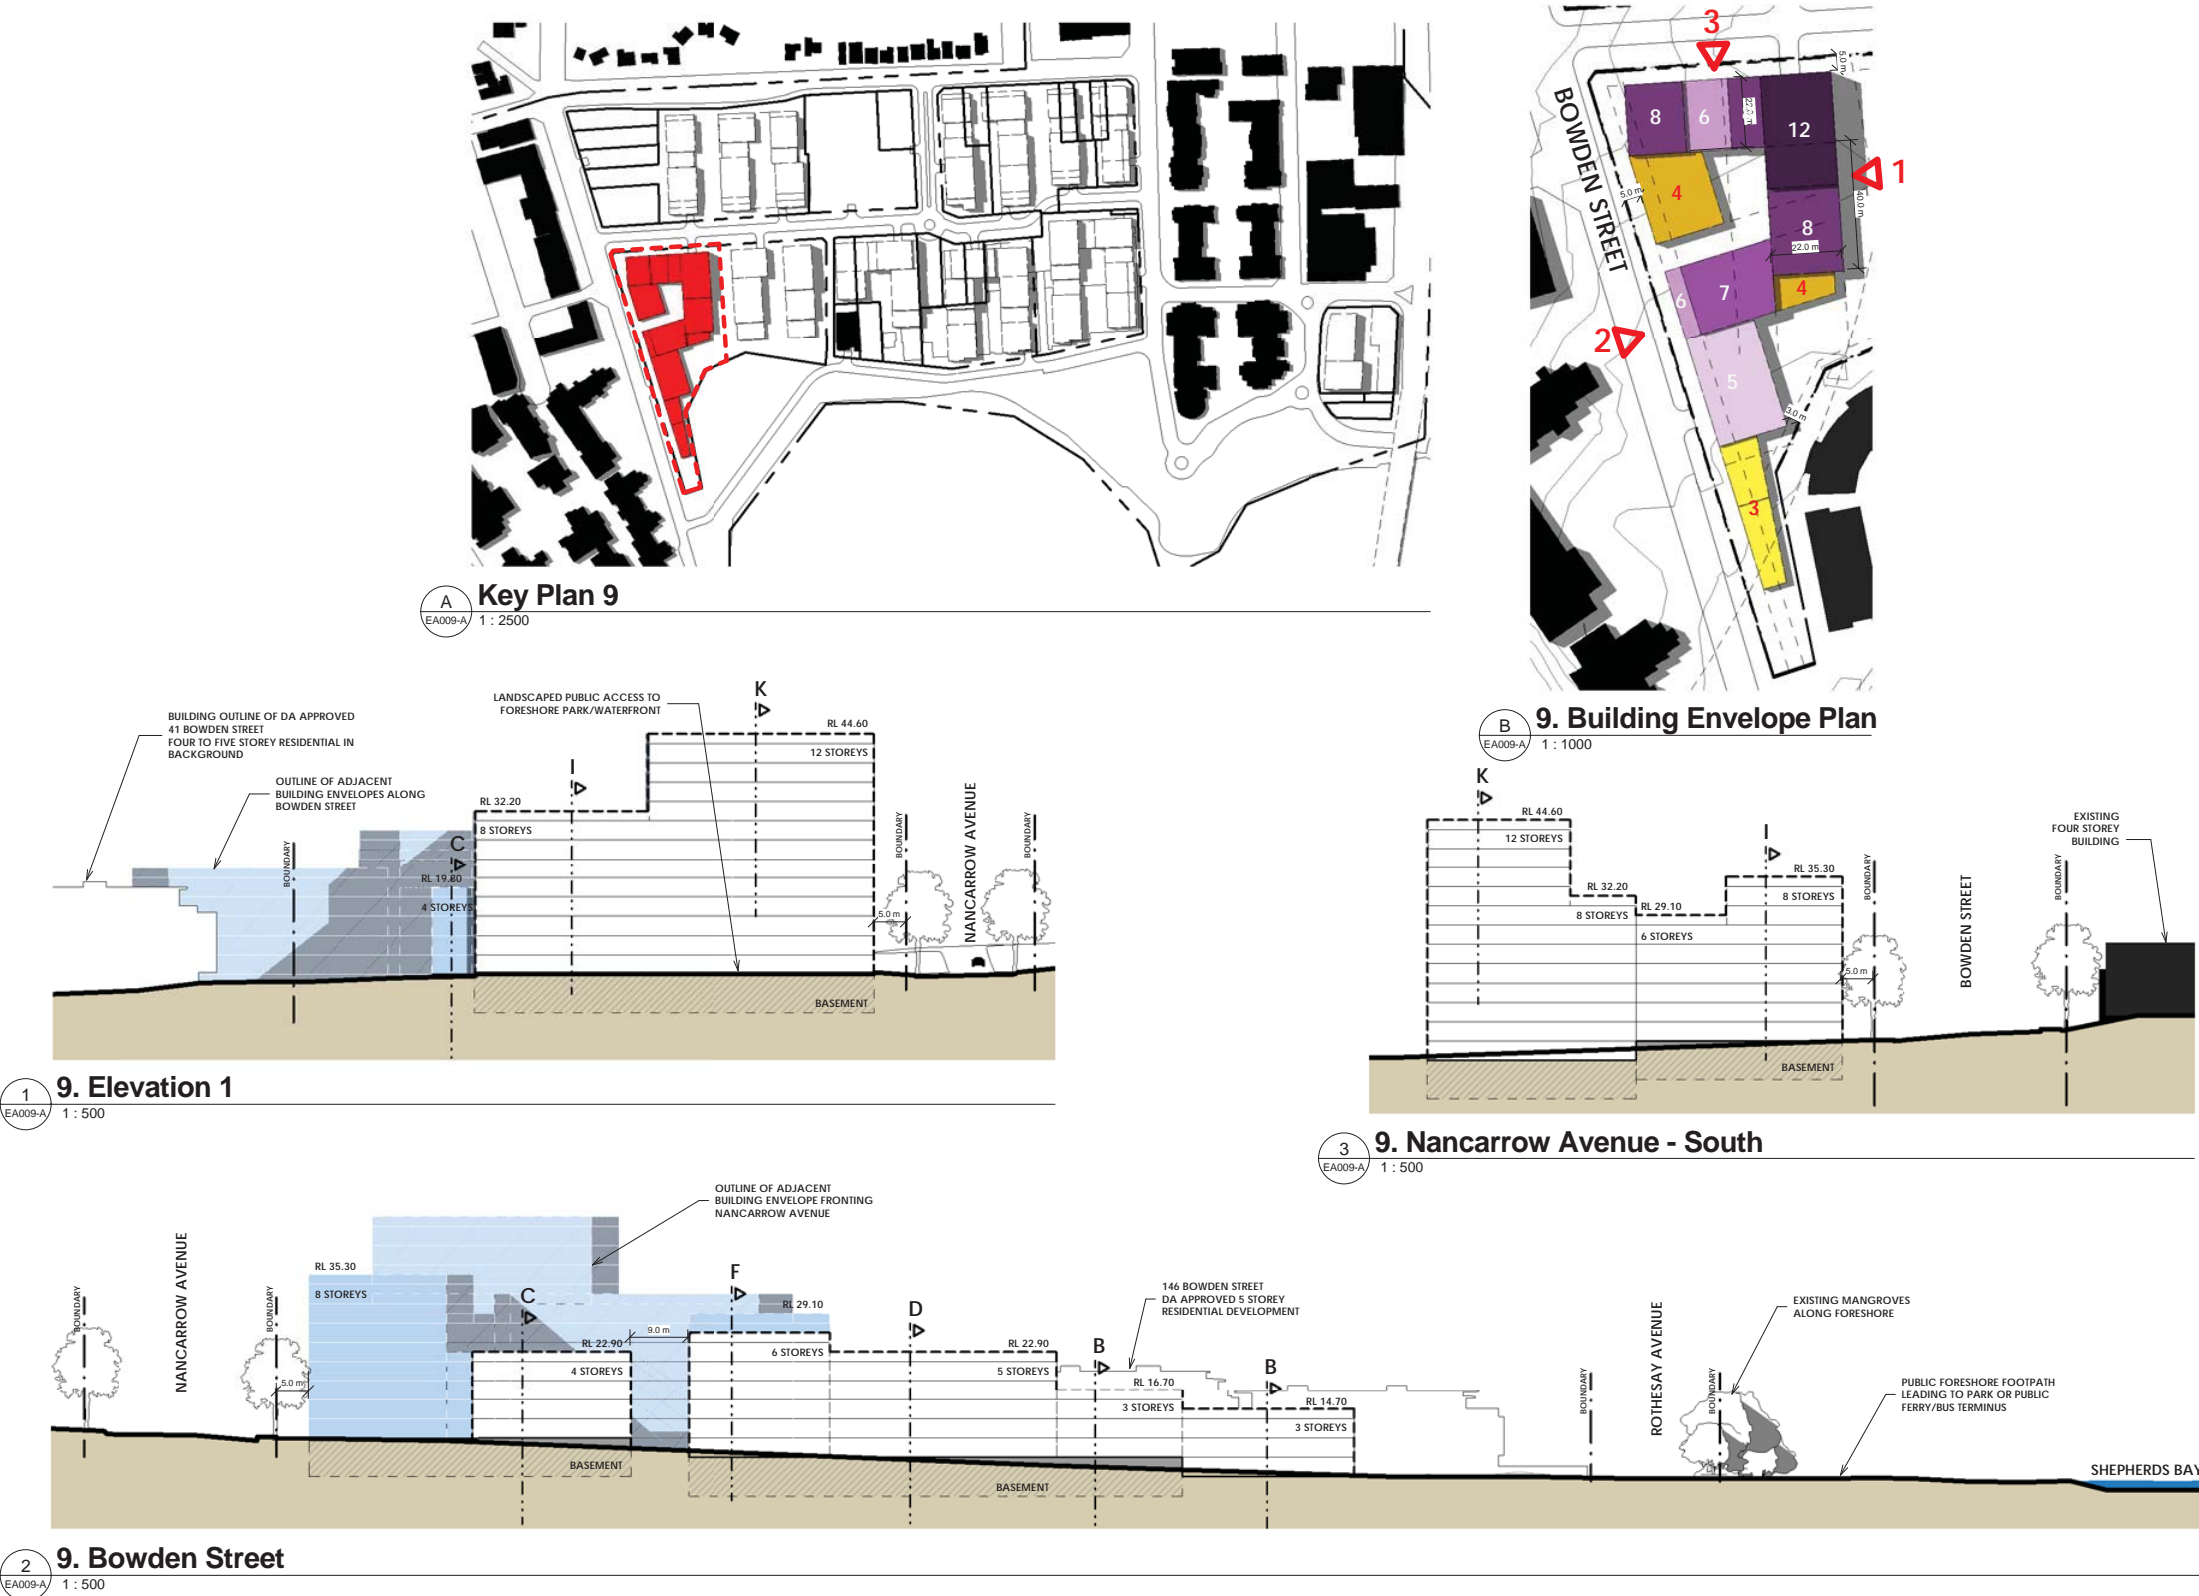 A
EA009-A
Key Plan 9
1 : 2500
3
5.0 m
BOWDEN STREET
8
6
22.0 m
12
1
5.0 m
4
40.0 m
8
22.0 m
6
7
4
2
5
3.0 m
3
B
EA009-A
9. Building Envelope Plan
1 : 1000
BUILDING OUTLINE OF DA APPROVED
41 BOWDEN STREET
FOUR TO FIVE STOREY RESIDENTIAL IN
BACKGROUND
OUTLINE OF ADJACENT
BUILDING ENVELOPES ALONG
BOWDEN STREET
LANDSCAPED PUBLIC ACCESS TO
FORESHORE PARK/WATERFRONT
K
RL 44.60
12 STOREYS
I
RL 32.20
8 STOREYS
C
RL 19.80
4 STOREYS
BOUNDARY
BOUNDARY
NANCARROW AVENUE
BOUNDARY
5.0 m
BASEMENT
1
EA009-A
9. Elevation 1
1 : 500
K
RL 44.60
12 STOREYS
RL 32.20
8 STOREYS
RL 29.10
6 STOREYS
RL 35.30
8 STOREYS
BOUNDARY
5.0 m
BOWDEN STREET
BOUNDARY
EXISTING
FOUR STOREY
BUILDING
BASEMENT
3
EA009-A
9. Nancarrow Avenue - South
1 : 500
BOUNDARY
NANCARROW AVENUE
BOUNDARY
5.0 m
RL 35.30
8 STOREYS
OUTLINE OF ADJACENT
BUILDING ENVELOPE FRONTING
NANCARROW AVENUE
C
RL 22.90
4 STOREYS
9.0 m
F
RL 29.10
6 STOREYS
D
RL 22.90
5 STOREYS
B
RL 16.70
3 STOREYS
146 BOWDEN STREET
DA APPROVED 5 STOREY
RESIDENTIAL DEVELOPMENT
B
RL 14.70
3 STOREYS
BOUNDARY
ROTHESAY AVENUE
BOUNDARY
EXISTING MANGROVES
ALONG FORESHORE
PUBLIC FORESHORE FOOTPATH
LEADING TO PARK OR PUBLIC
FERRY/BUS TERMINUS
SHEPHERDS BAY
BASEMENT
BASEMENT
2
EA009-A
9. Bowden Street
1 : 500